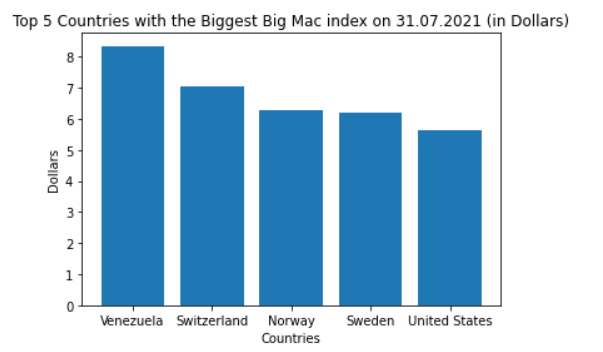 Top 5 Countries with the Biggest Big Mac index on 31.07.2021 (in Dollars)
8
7
6
5
4
3
2
1
0
Dollars
Venezuela Switzerland Norway Sweden United States
Countries